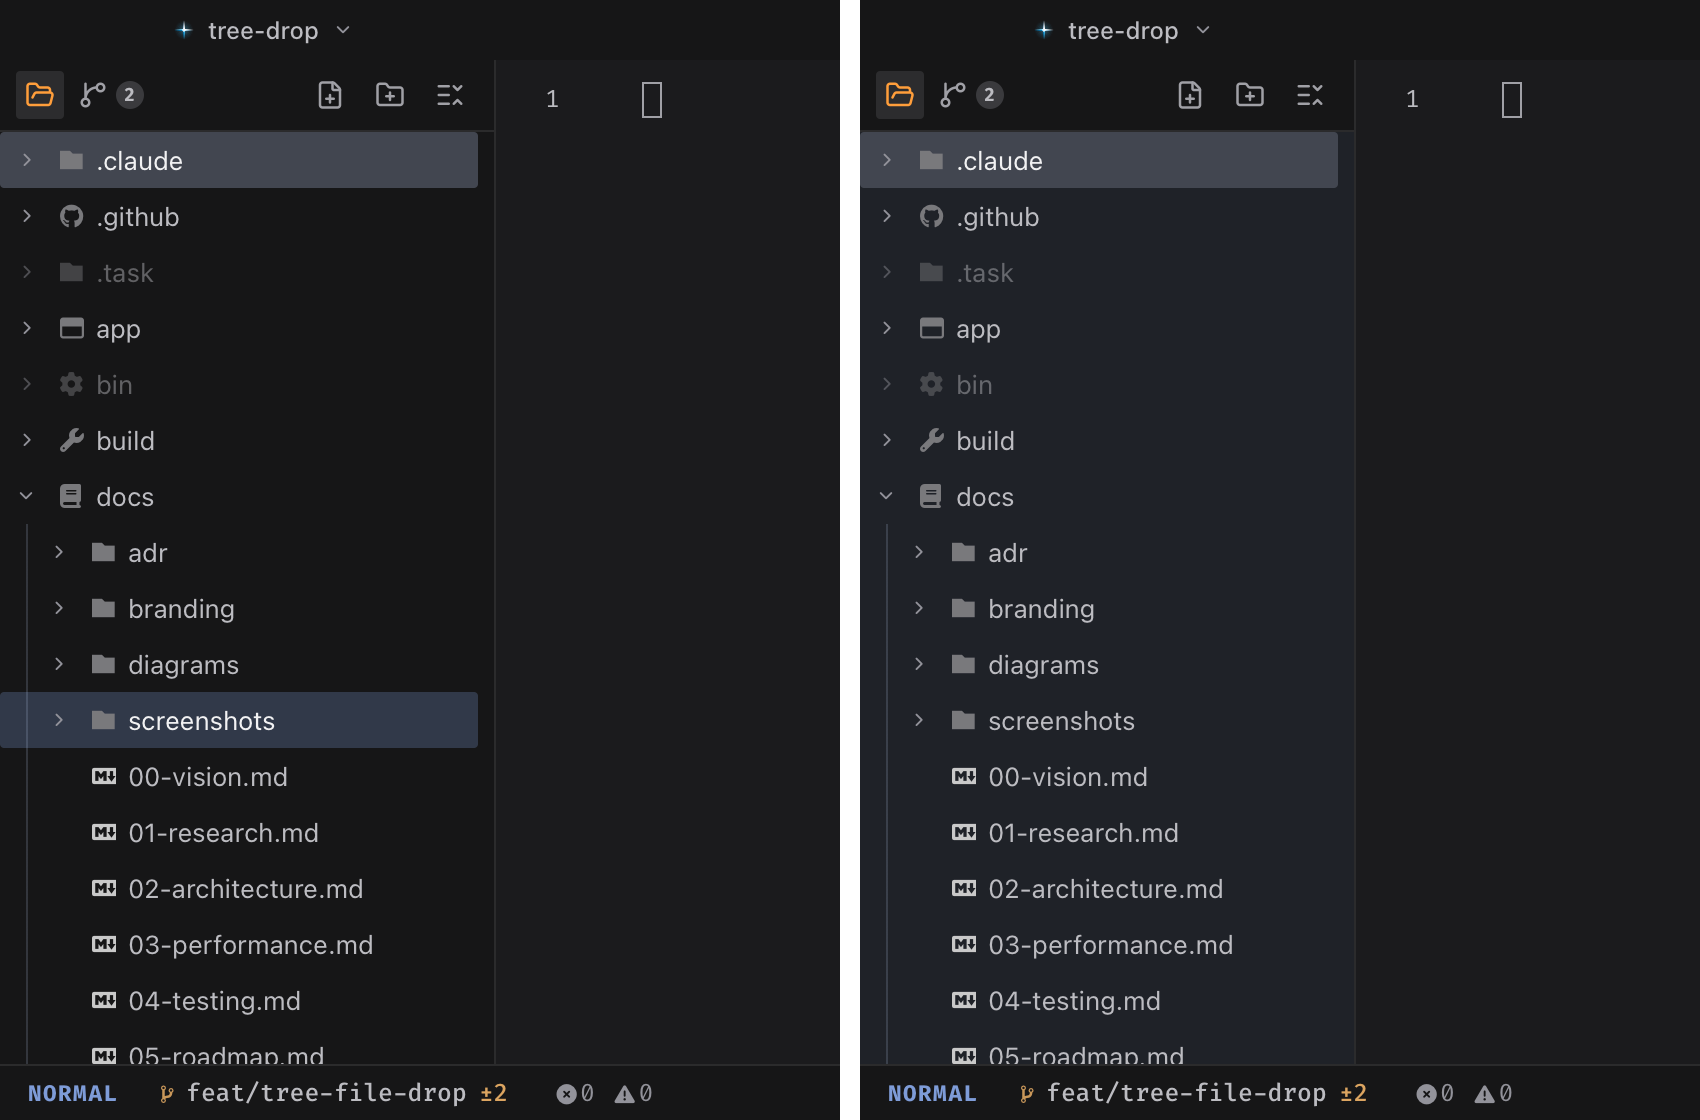 tree-drop
2
1
.claude
.github
.task
app
bin
build
docs
adr
branding
diagrams
screenshots
00-vision.md
01-research.md
02-architecture.md
03-performance.md
04-testing.md
05-roadmap.md
NORMAL feat/tree-file-drop ±2 0 0
tree-drop
2
1
.claude
.github
.task
app
bin
build
docs
adr
branding
diagrams
screenshots
00-vision.md
01-research.md
02-architecture.md
03-performance.md
04-testing.md
05-roadmap.md
NORMAL feat/tree-file-drop ±2 0 0